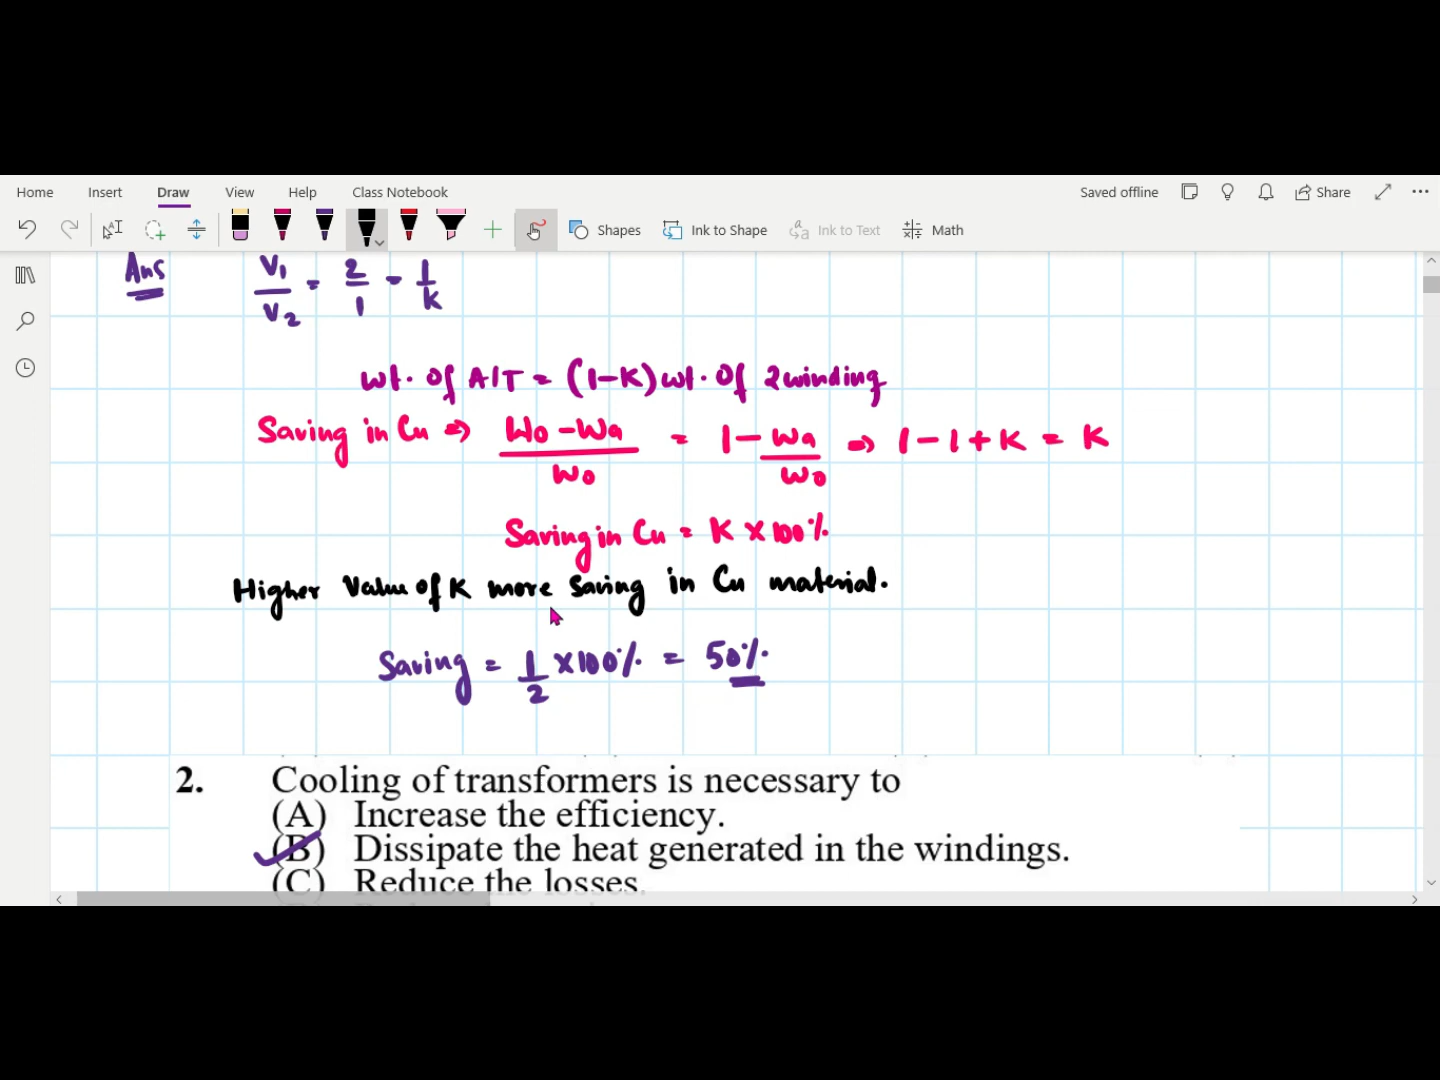 Home Insert Draw View Help Class Notebook Saved offline Share
Shapes Ink to Shape Ink to Text Math
Ans V1/V2 = 2/1 = 1/k
Wt. Of A/T = (1-K) wt. Of 2winding
Saving in Cu ⇒ (Wo - Wa)/Wo = 1 - Wa/Wo ⇒ 1 - 1 + K = K
Saving in Cu = K × 100%
Higher Value of K more saving in Cu material.
Saving = 1/2 × 100% = 50%
2. Cooling of transformers is necessary to
(A) Increase the efficiency.
(B) Dissipate the heat generated in the windings.
(C) Reduce the losses.